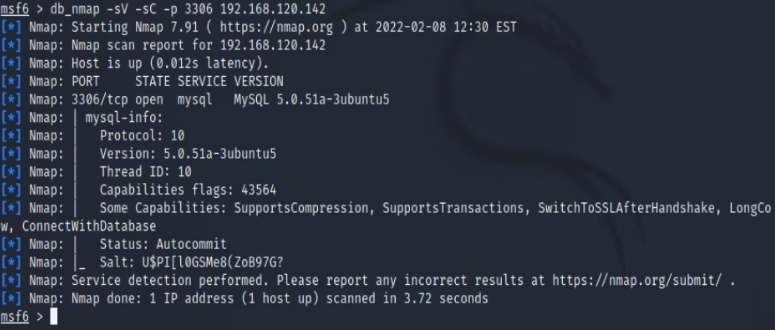 msf6 > db_nmap -sV -sC -p 3306 192.168.120.142
[*] Nmap: Starting Nmap 7.91 ( https://nmap.org ) at 2022-02-08 12:30 EST
[*] Nmap: Nmap scan report for 192.168.120.142
[*] Nmap: Host is up (0.012s latency).
[*] Nmap: PORT     STATE SERVICE VERSION
[*] Nmap: 3306/tcp open  mysql   MySQL 5.0.51a-3ubuntu5
[*] Nmap: | mysql-info:
[*] Nmap: |   Protocol: 10
[*] Nmap: |   Version: 5.0.51a-3ubuntu5
[*] Nmap: |   Thread ID: 10
[*] Nmap: |   Capabilities flags: 43564
[*] Nmap: |   Some Capabilities: SupportsCompression, SupportsTransactions, SwitchToSSLAfterHandshake, LongCo
w, ConnectWithDatabase
[*] Nmap: |   Status: Autocommit
[*] Nmap: |_  Salt: U$PI[l0GSMe8(ZoB97G?
[*] Nmap: Service detection performed. Please report any incorrect results at https://nmap.org/submit/ .
[*] Nmap: Nmap done: 1 IP address (1 host up) scanned in 3.72 seconds
msf6 >